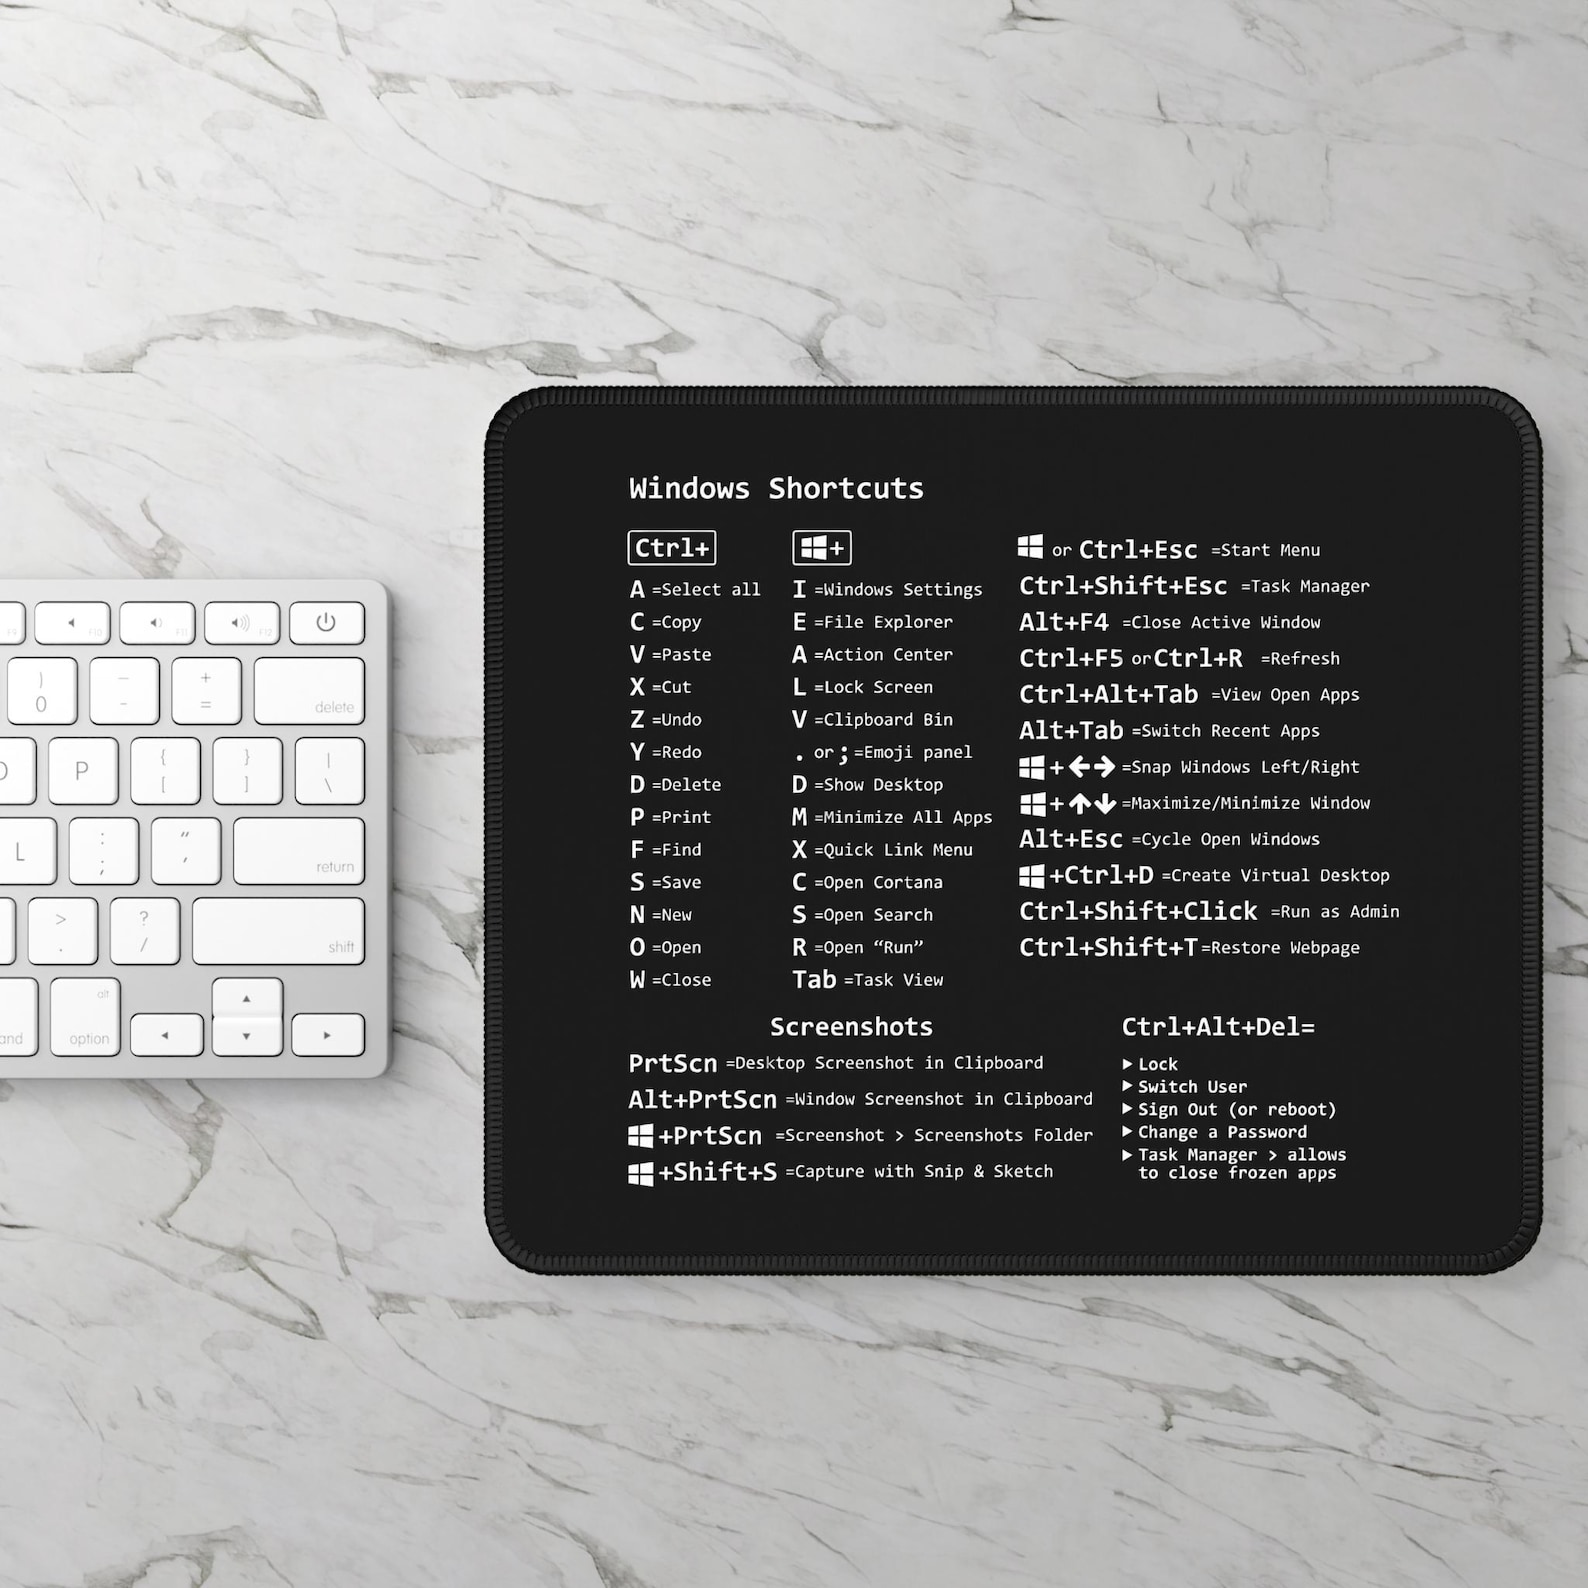 Windows Shortcuts
Ctrl+
A =Select all
C =Copy
V =Paste
X =Cut
Z =Undo
Y =Redo
D =Delete
P =Print
F =Find
S =Save
N =New
O =Open
W =Close
+
I =Windows Settings
E =File Explorer
A =Action Center
L =Lock Screen
V =Clipboard Bin
. or ; =Emoji panel
D =Show Desktop
M =Minimize All Apps
X =Quick Link Menu
C =Open Cortana
S =Open Search
R =Open “Run”
Tab =Task View
or Ctrl+Esc =Start Menu
Ctrl+Shift+Esc =Task Manager
Alt+F4 =Close Active Window
Ctrl+F5 or Ctrl+R =Refresh
Ctrl+Alt+Tab =View Open Apps
Alt+Tab =Switch Recent Apps
+←→ =Snap Windows Left/Right
+↑↓ =Maximize/Minimize Window
Alt+Esc =Cycle Open Windows
+Ctrl+D =Create Virtual Desktop
Ctrl+Shift+Click =Run as Admin
Ctrl+Shift+T =Restore Webpage
Screenshots
PrtScn =Desktop Screenshot in Clipboard
Alt+PrtScn =Window Screenshot in Clipboard
+PrtScn =Screenshot > Screenshots Folder
+Shift+S =Capture with Snip & Sketch
Ctrl+Alt+Del=
▶ Lock
▶ Switch User
▶ Sign Out (or reboot)
▶ Change a Password
▶ Task Manager > allows
to close frozen apps
F9 F10 F11 F12
) 0 _ - + = delete
P { [ } ] | \
L : ; “ ‘ return
> . ? / shift
alt option